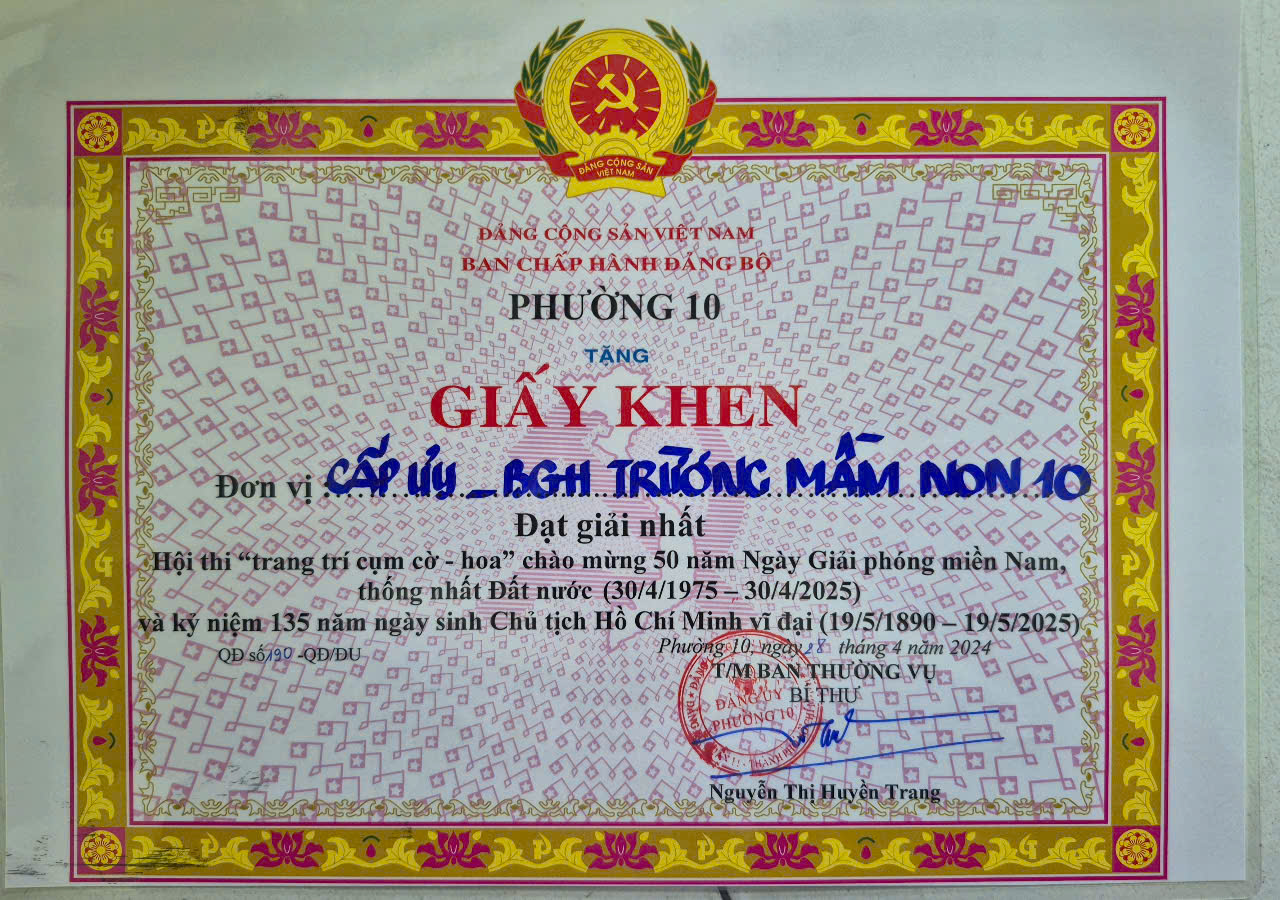 ĐẢNG CỘNG SẢN
VIỆT NAM
ĐẢNG CỘNG SẢN VIỆT NAM
BAN CHẤP HÀNH ĐẢNG BỘ
PHƯỜNG 10
TẶNG
GIẤY KHEN
Đơn vị CẤP ỦY _ BGH TRƯỜNG MẦM NON 10
Đạt giải nhất
Hội thi “trang trí cụm cờ - hoa” chào mừng 50 năm Ngày Giải phóng miền Nam,
thống nhất Đất nước (30/4/1975 – 30/4/2025)
và kỷ niệm 135 năm ngày sinh Chủ tịch Hồ Chí Minh vĩ đại (19/5/1890 – 19/5/2025)
QĐ số 190 -QĐ/ĐU
Phường 10, ngày 28 tháng 4 năm 2024
T/M BAN THƯỜNG VỤ
BÍ THƯ
ĐẢNG ỦY
PHƯỜNG 10
Nguyễn Thị Huyền Trang